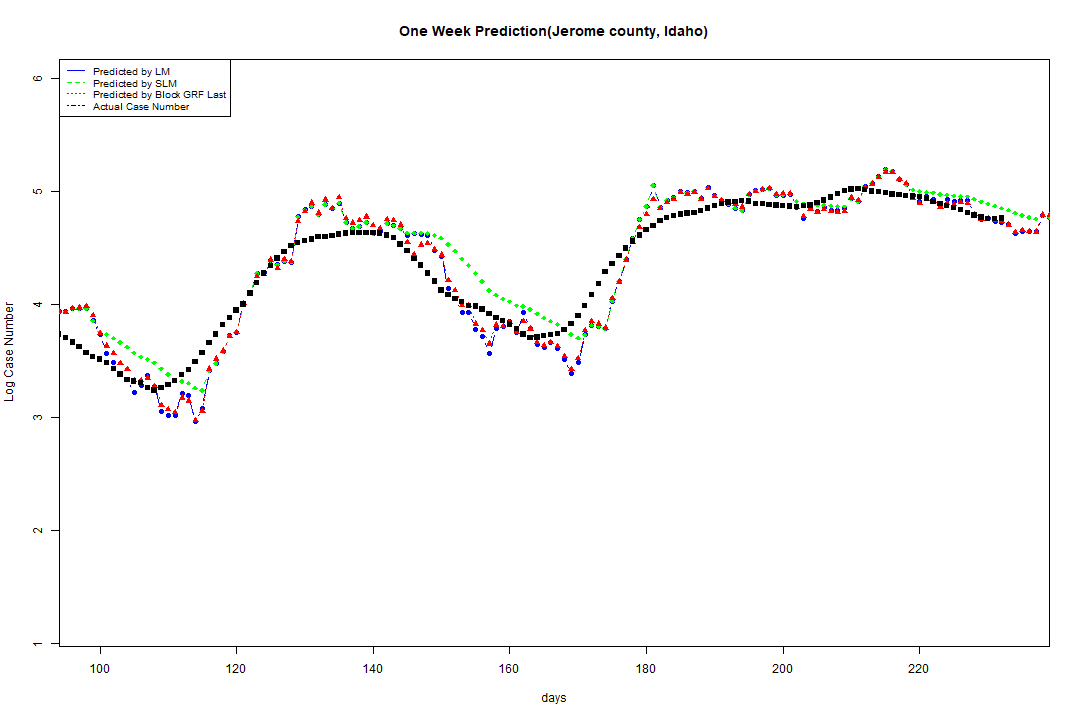 One Week Prediction(Jerome county, Idaho)
Predicted by LM
Predicted by SLM
Predicted by Block GRF Last
Actual Case Number
6
5
4
3
2
1
Log Case Number
100 120 140 160 180 200 220
days